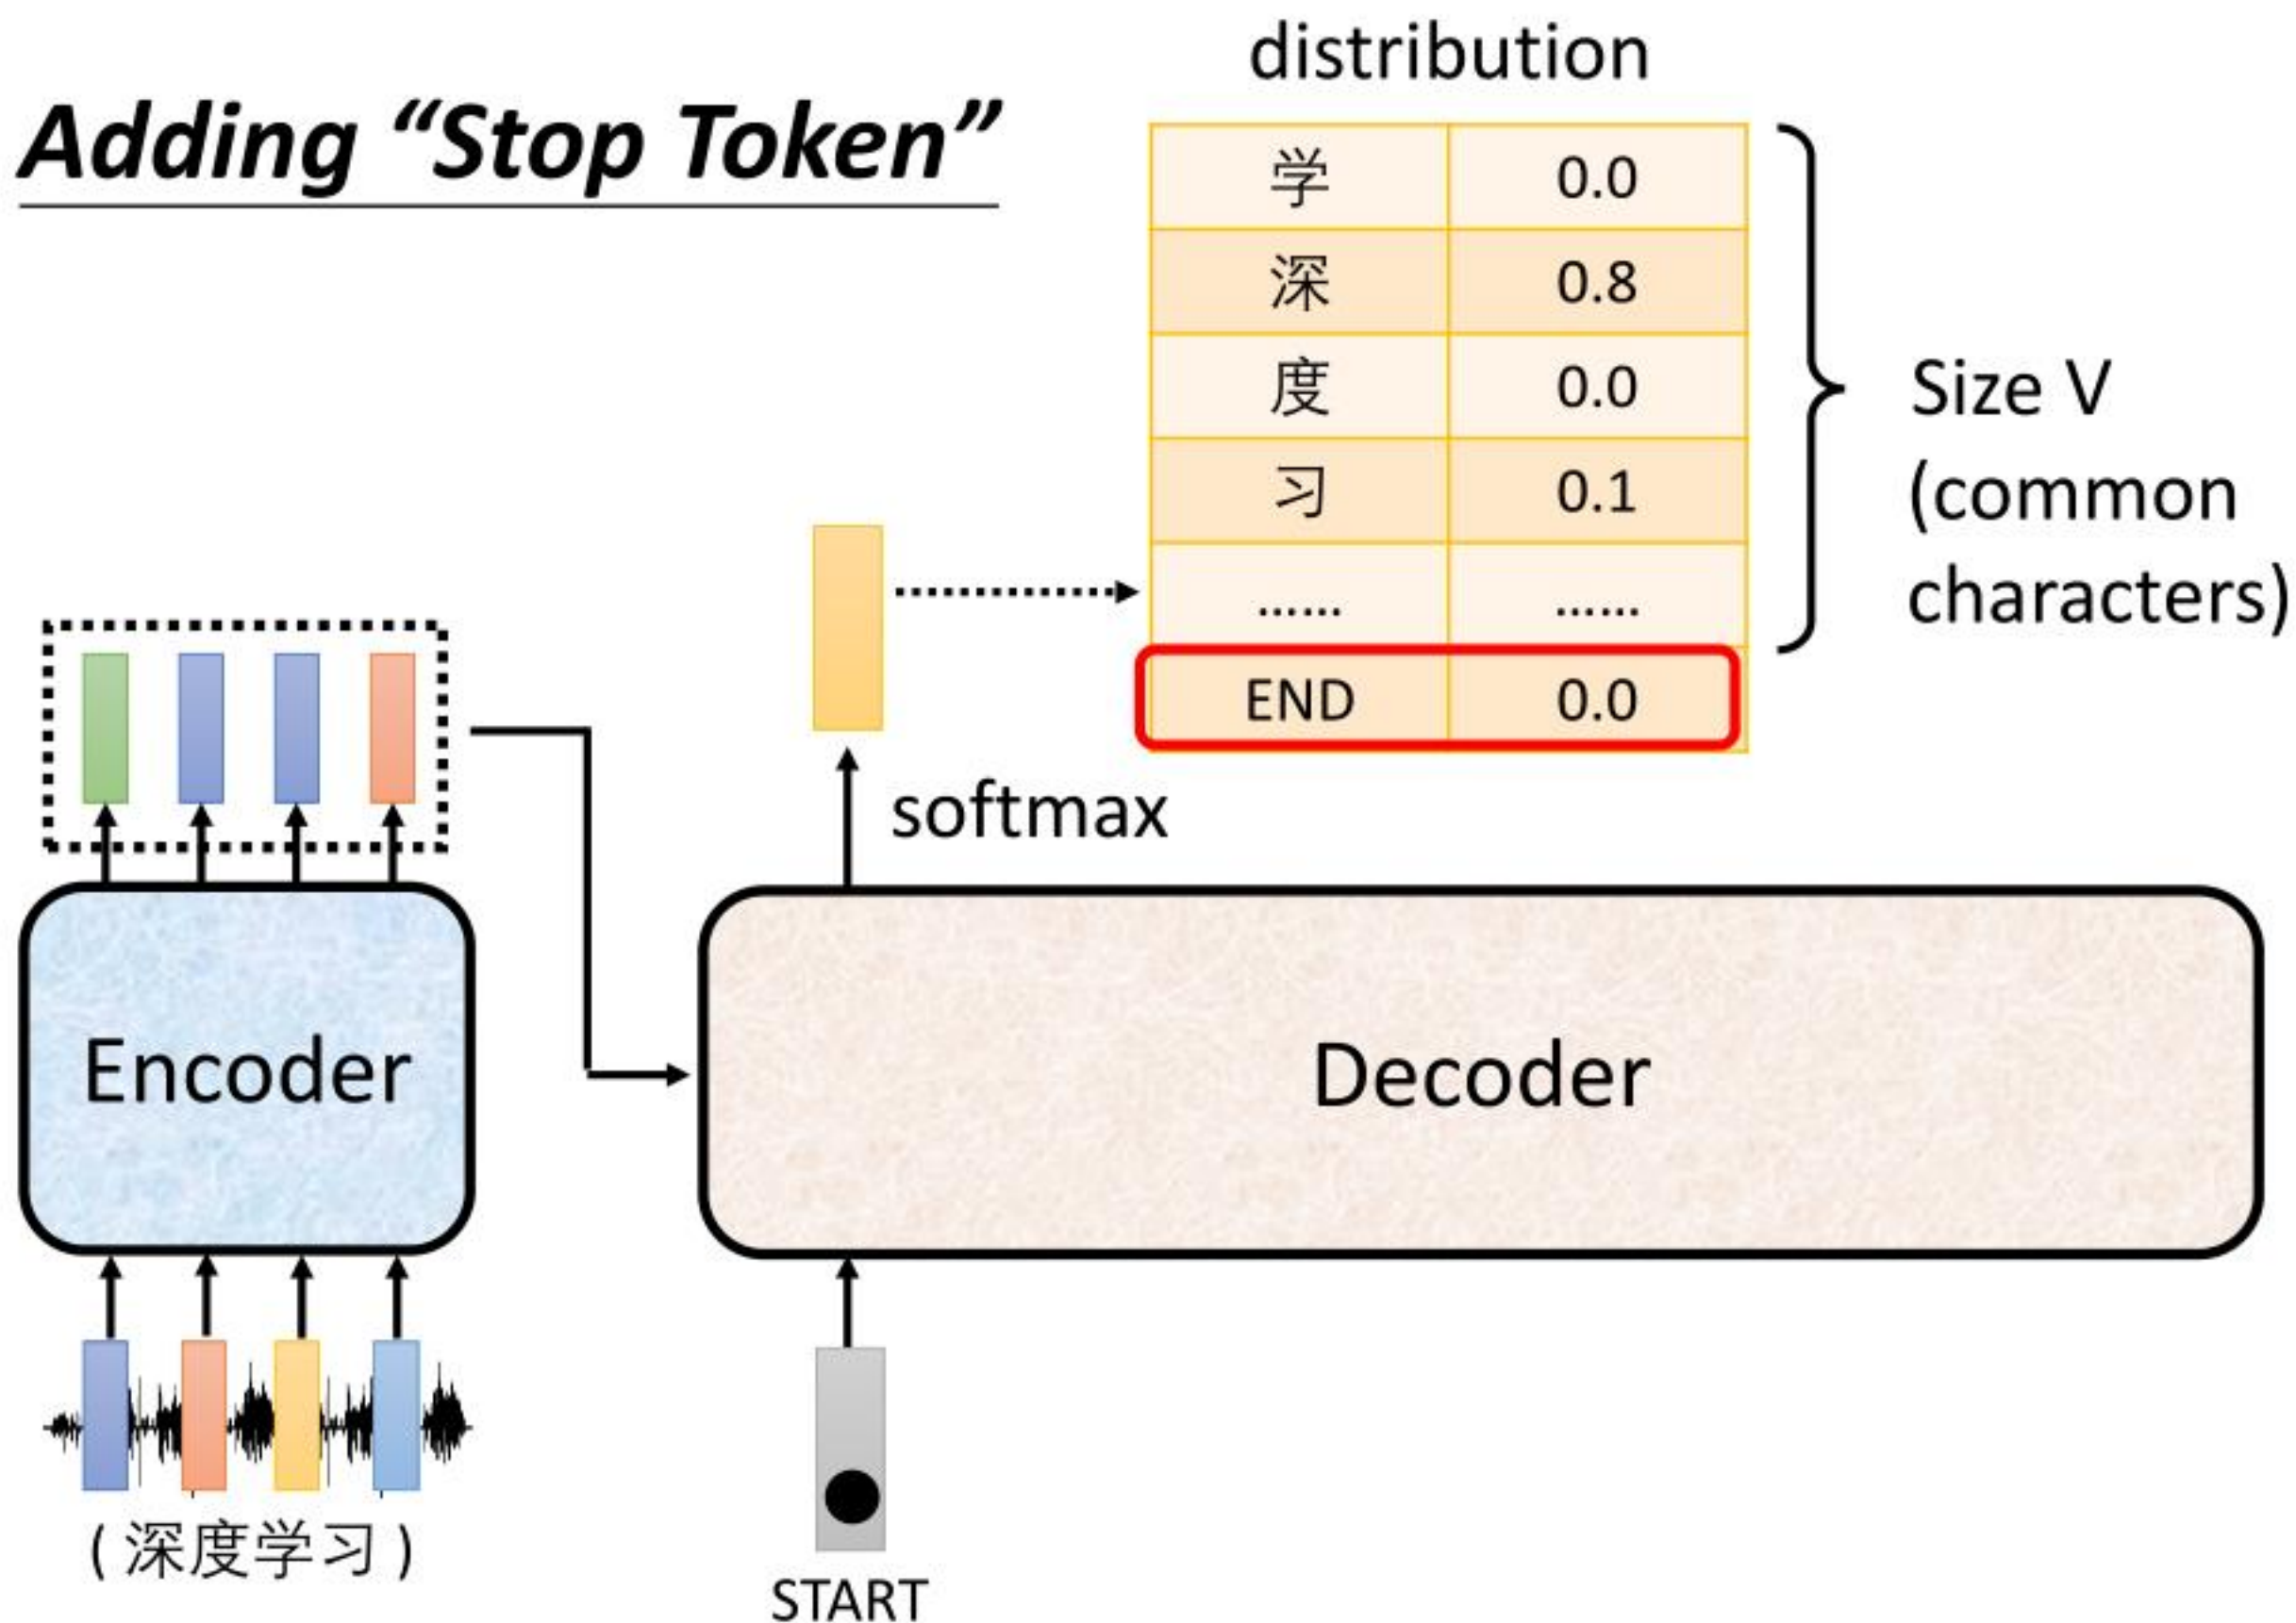 Adding “Stop Token”
distribution
学 0.0
深 0.8
度 0.0
习 0.1
...... ......
END 0.0
Size V
(common
characters)
softmax
Encoder
Decoder
( 深度学习 )
START